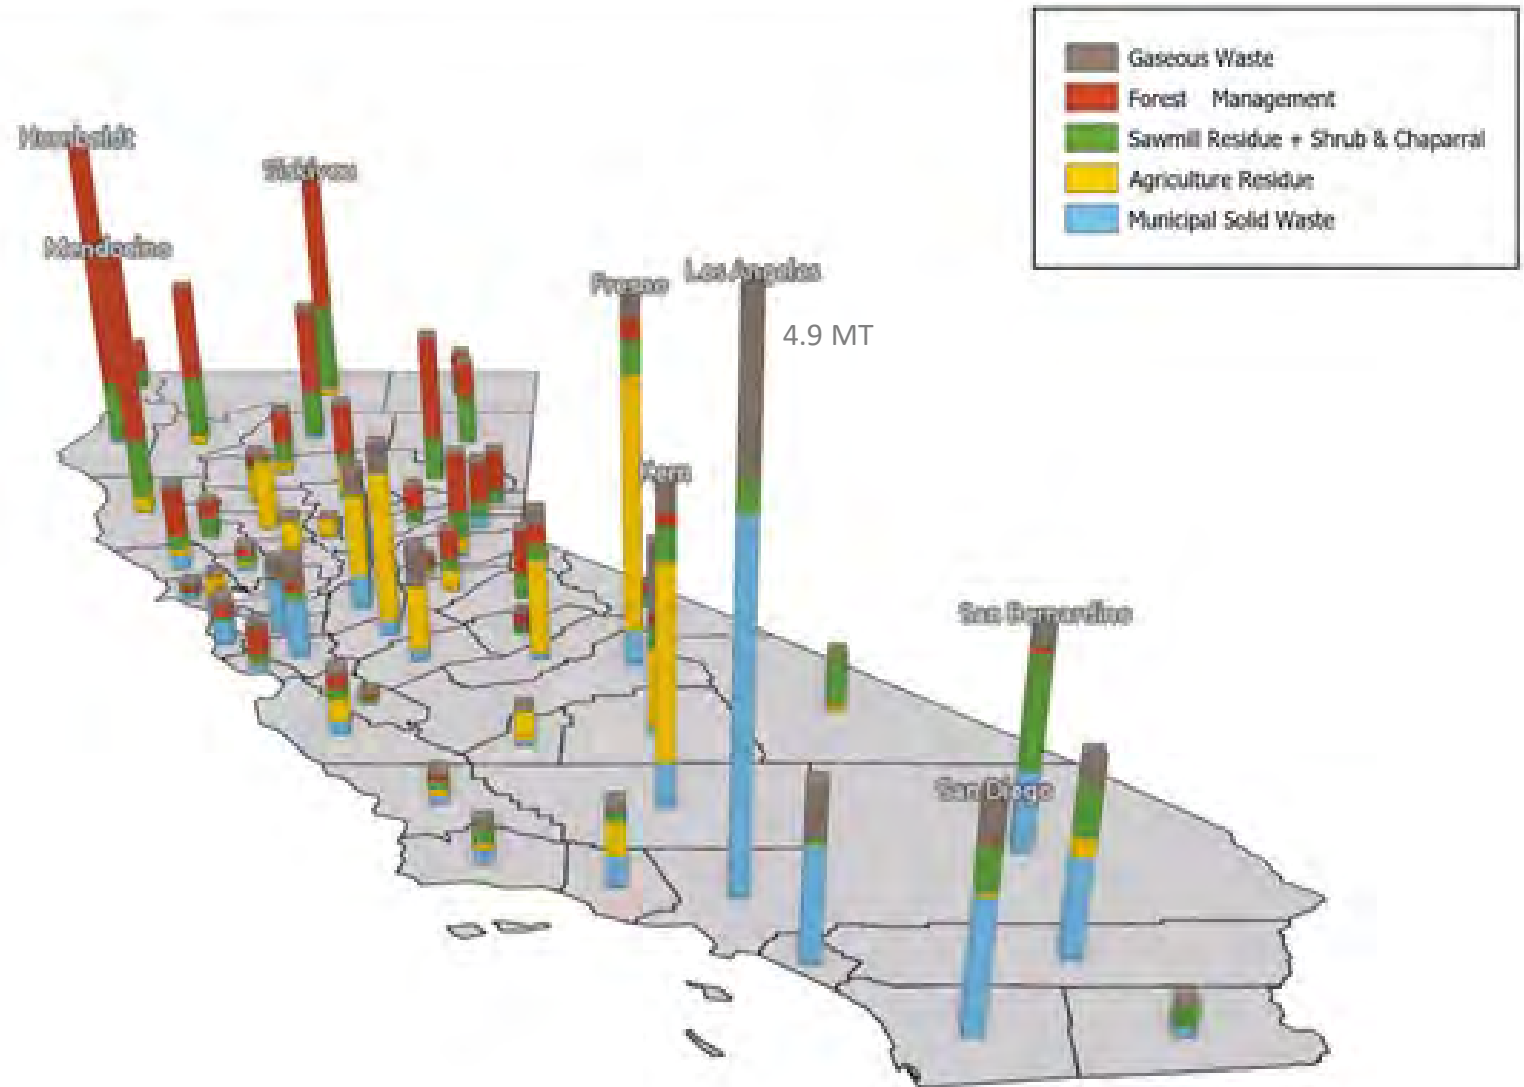 Gaseous Waste
Forest Management
Sawmill Residue + Shrub & Chaparral
Agriculture Residue
Municipal Solid Waste
Humboldt
Siskiyou
Mendocino
Fresno
Los Angeles
4.9 MT
Kern
San Bernardino
San Diego